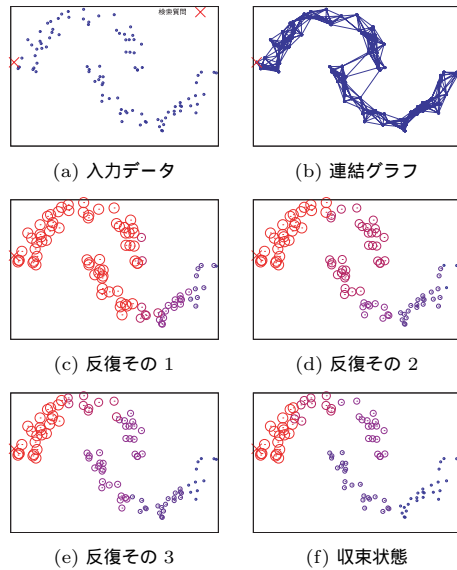 検索質問
(a) 入力データ
(b) 連結グラフ
(c) 反復その 1
(d) 反復その 2
(e) 反復その 3
(f) 収束状態